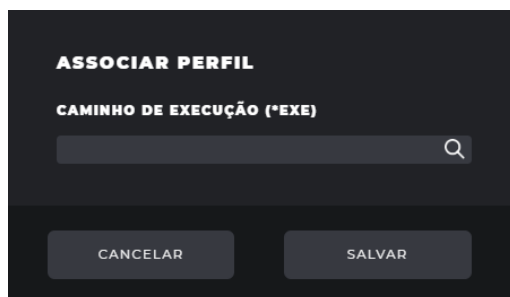 ASSOCIAR PERFIL
CAMINHO DE EXECUÇÃO (*EXE)
CANCELAR
SALVAR